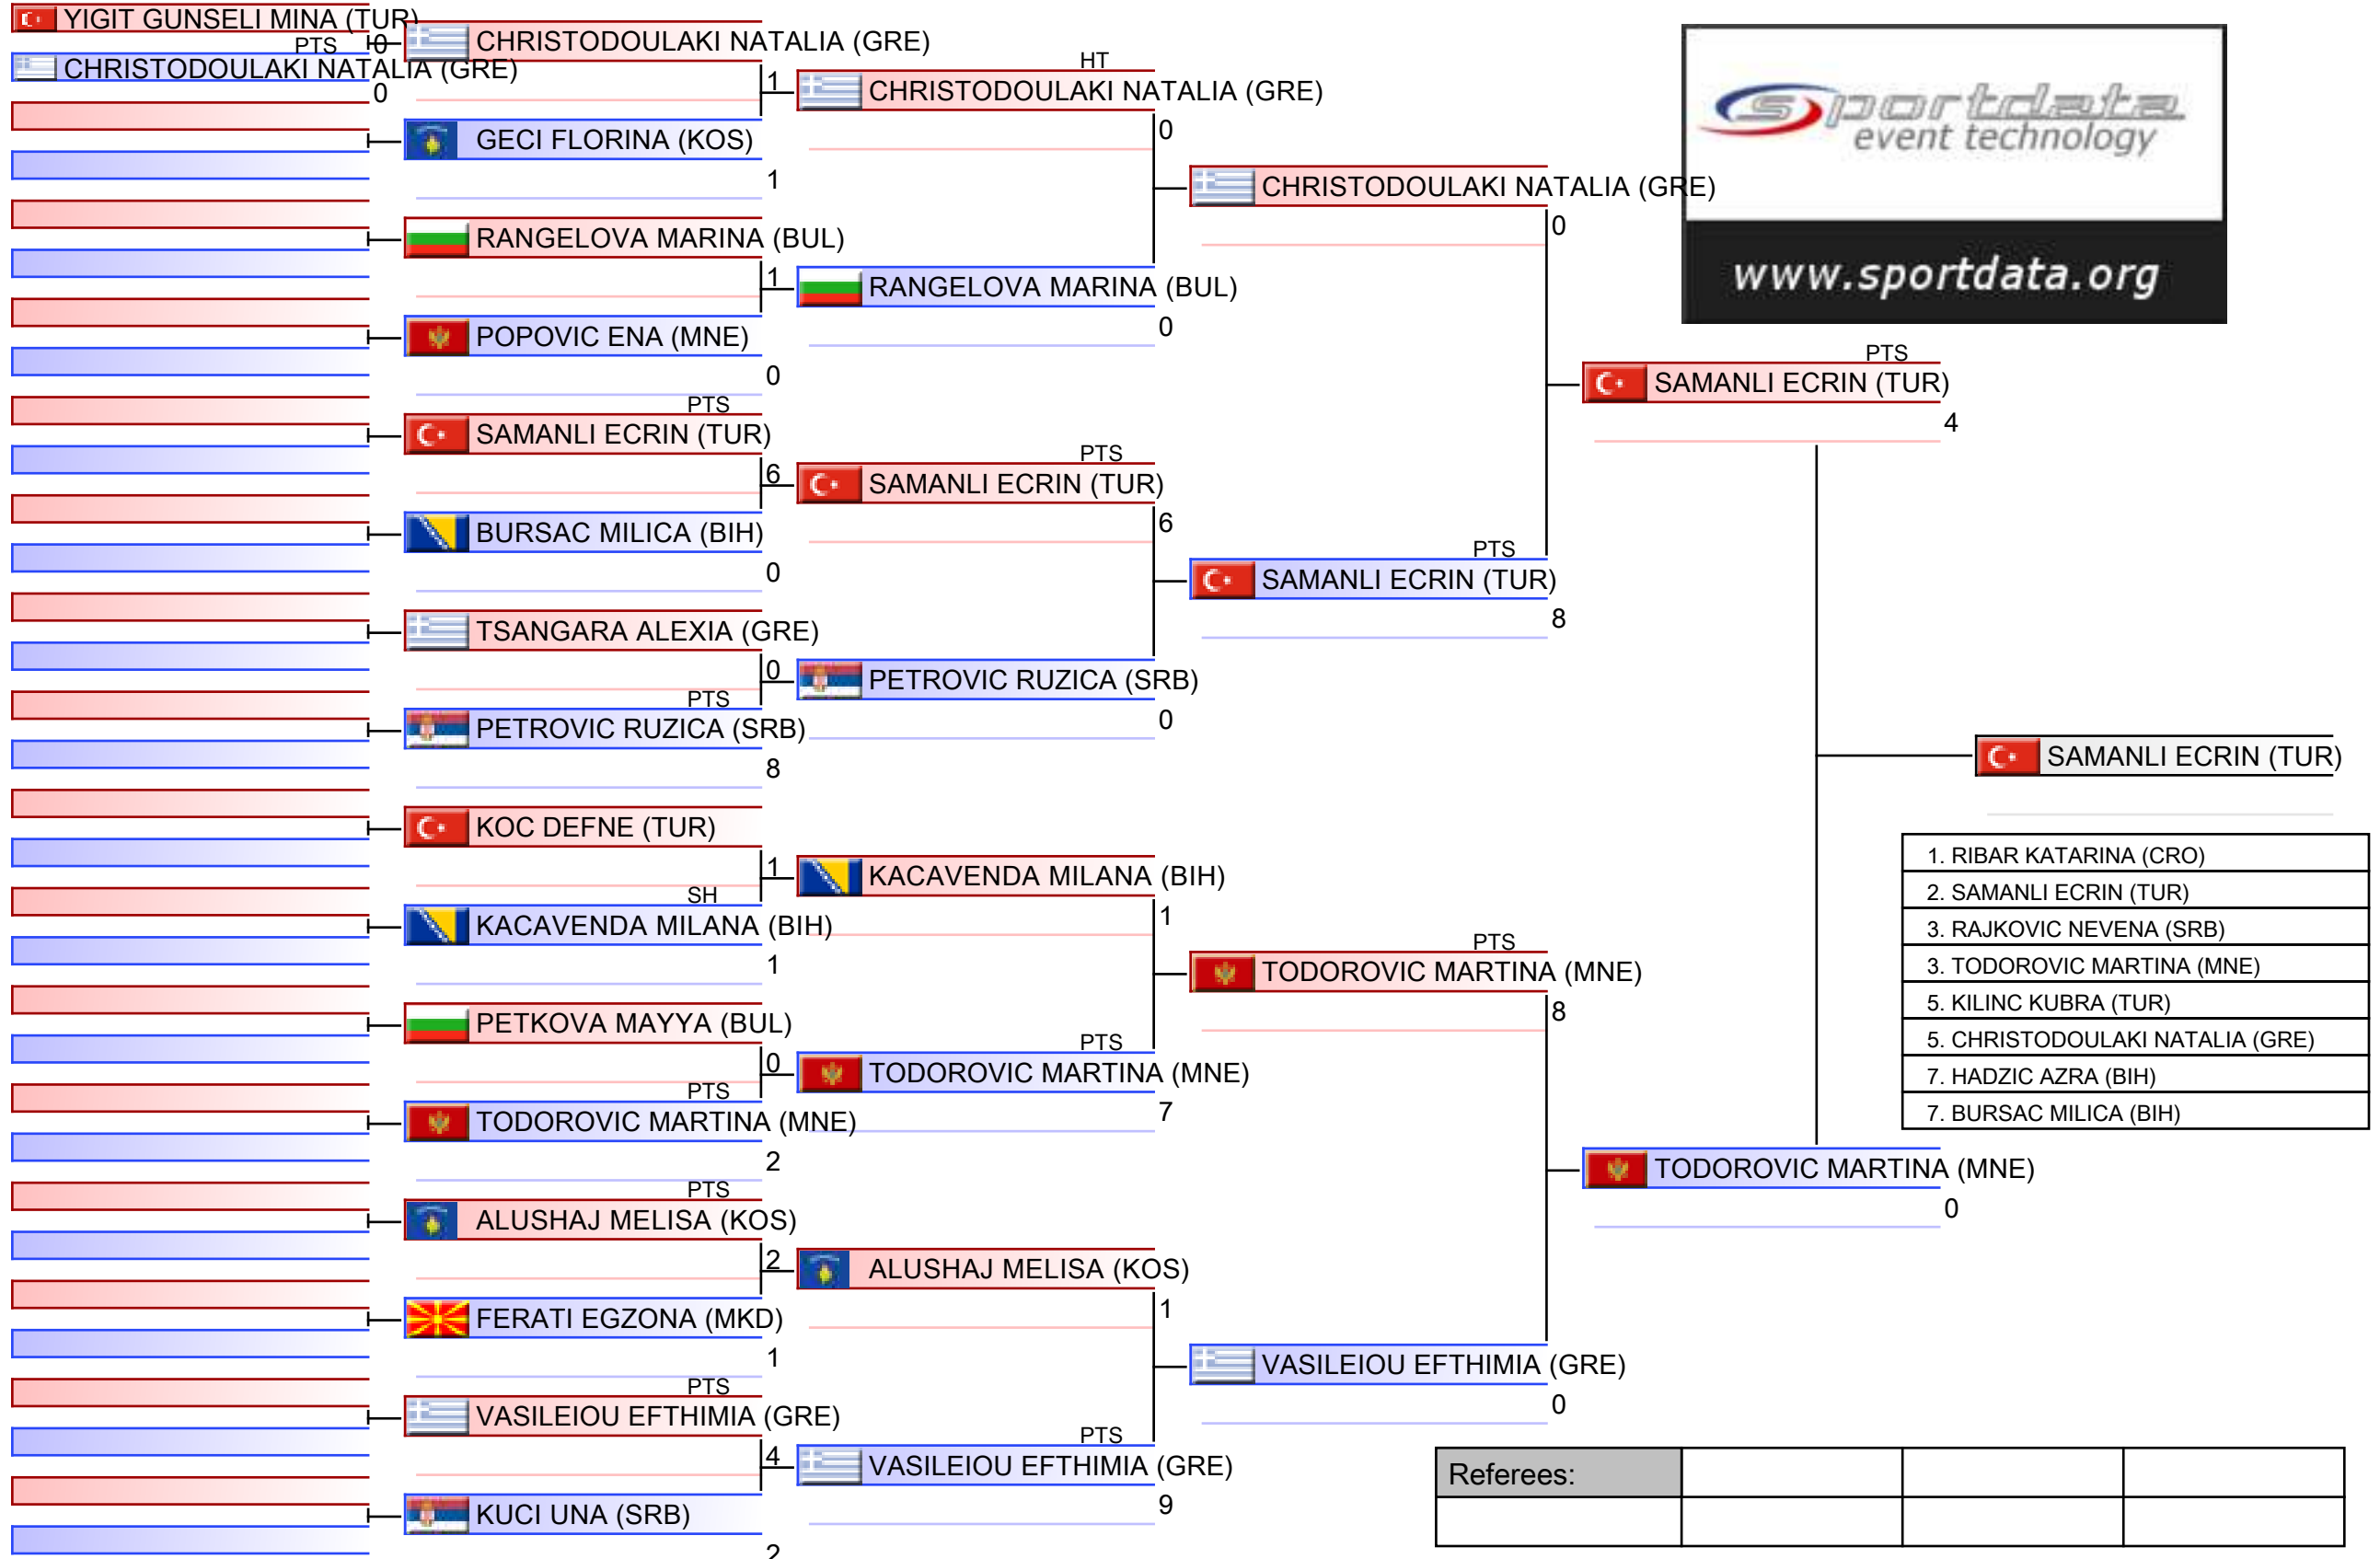 YIGIT GUNSELI MINA (TUR)
PTS 0
CHRISTODOULAKI NATALIA (GRE)
0
CHRISTODOULAKI NATALIA (GRE)
1
GECI FLORINA (KOS)
1
RANGELOVA MARINA (BUL)
1
POPOVIC ENA (MNE)
0
PTS
SAMANLI ECRIN (TUR)
6
BURSAC MILICA (BIH)
0
TSANGARA ALEXIA (GRE)
0
PTS
PETROVIC RUZICA (SRB)
8
KOC DEFNE (TUR)
1
SH
KACAVENDA MILANA (BIH)
1
PETKOVA MAYYA (BUL)
0
PTS
TODOROVIC MARTINA (MNE)
2
PTS
ALUSHAJ MELISA (KOS)
2
FERATI EGZONA (MKD)
1
PTS
VASILEIOU EFTHIMIA (GRE)
4
KUCI UNA (SRB)
2
HT
CHRISTODOULAKI NATALIA (GRE)
0
RANGELOVA MARINA (BUL)
0
PTS
SAMANLI ECRIN (TUR)
6
PETROVIC RUZICA (SRB)
0
KACAVENDA MILANA (BIH)
1
PTS
TODOROVIC MARTINA (MNE)
7
ALUSHAJ MELISA (KOS)
1
PTS
VASILEIOU EFTHIMIA (GRE)
9
CHRISTODOULAKI NATALIA (GRE)
0
PTS
SAMANLI ECRIN (TUR)
8
PTS
TODOROVIC MARTINA (MNE)
8
VASILEIOU EFTHIMIA (GRE)
0
PTS
SAMANLI ECRIN (TUR)
4
TODOROVIC MARTINA (MNE)
0
SAMANLI ECRIN (TUR)
sportdata
event technology
www.sportdata.org
1. RIBAR KATARINA (CRO)
2. SAMANLI ECRIN (TUR)
3. RAJKOVIC NEVENA (SRB)
3. TODOROVIC MARTINA (MNE)
5. KILINC KUBRA (TUR)
5. CHRISTODOULAKI NATALIA (GRE)
7. HADZIC AZRA (BIH)
7. BURSAC MILICA (BIH)
Referees: